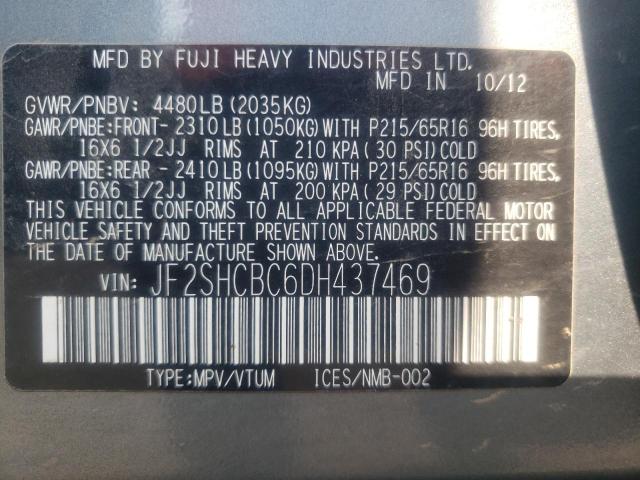 MFD BY FUJI HEAVY INDUSTRIES LTD.
MFD IN 10/12
GVWR/PNBV: 4480LB (2035KG)
GAWR/PNBE:FRONT- 2310 LB (1050KG) WITH P215/65R16 96H TIRES,
16X6 1/2JJ RIMS AT 210 KPA ( 30 PSI) COLD
GAWR/PNBE:REAR - 2410 LB (1095KG) WITH P215/65R16 96H TIRES,
16X6 1/2JJ RIMS AT 200 KPA ( 29 PSI) COLD
THIS VEHICLE CONFORMS TO ALL APPLICABLE FEDERAL MOTOR
VEHICLE SAFETY AND THEFT PREVENTION STANDARDS IN EFFECT ON
THE DATE OF MANUFACTURE SHOWN ABOVE.
VIN: JF2SHCBC6DH437469
TYPE:MPV/VTUM ICES/NMB-002